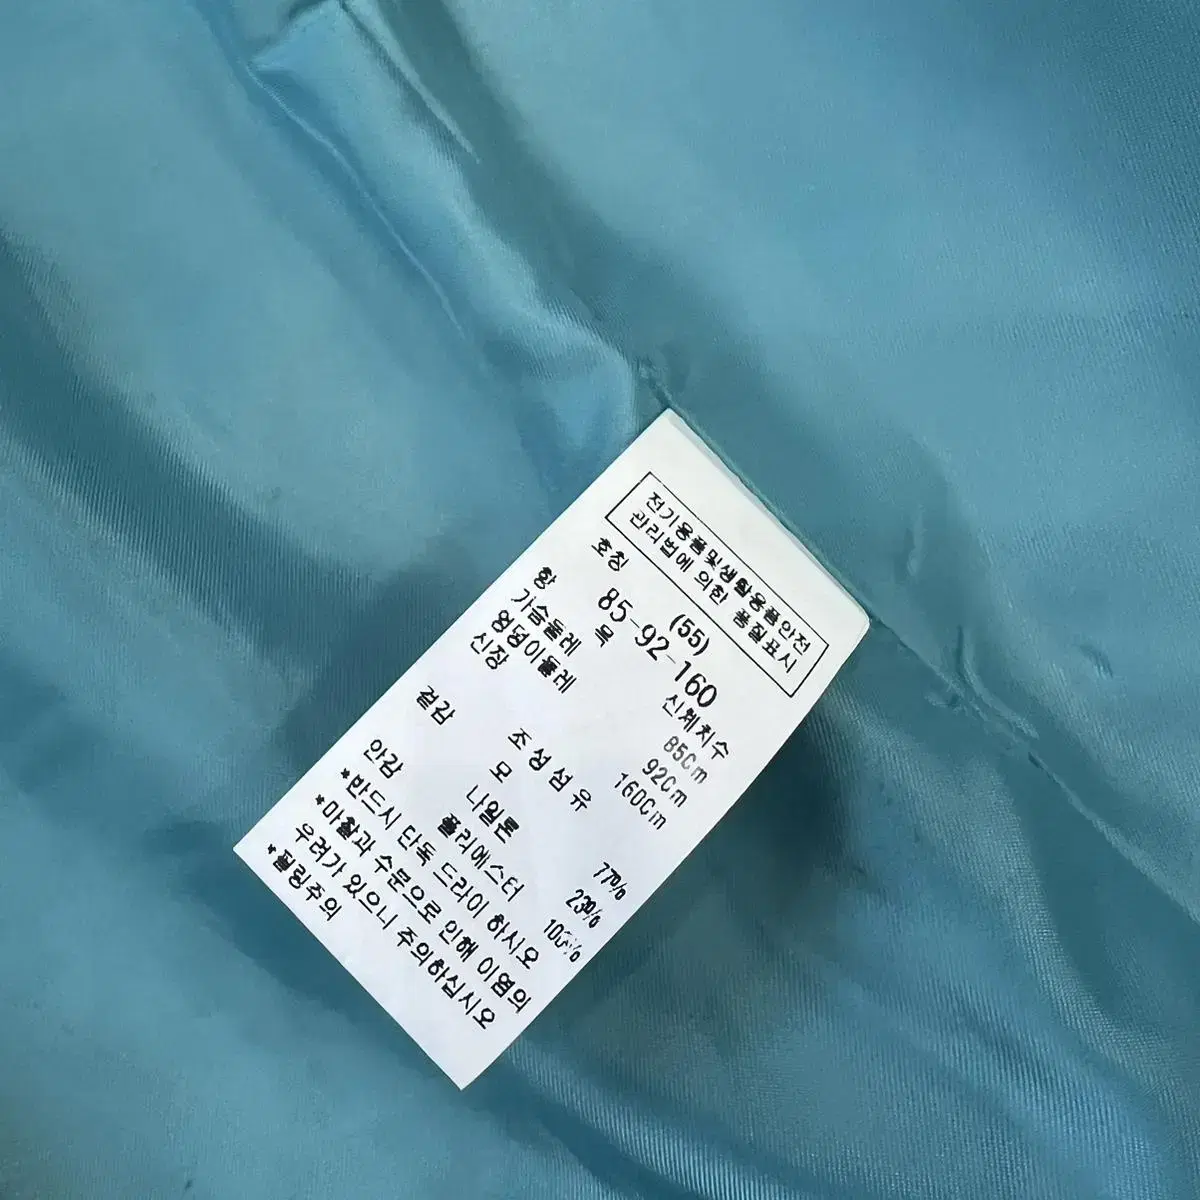 전기용품및생활용품안전
관리법에 의한 품질표시
호칭 (55)
85-92-160
항 목 신체치수
가슴둘레 85Cm
엉덩이둘레 92Cm
신장 160Cm
조성섬유
겉감 모 77%
나일론 23%
안감 폴리에스터 100%
*반드시 단독 드라이 하시오
*마찰과 수분으로 인해 이염의
우려가 있으니 주의하십시오
*필링주의